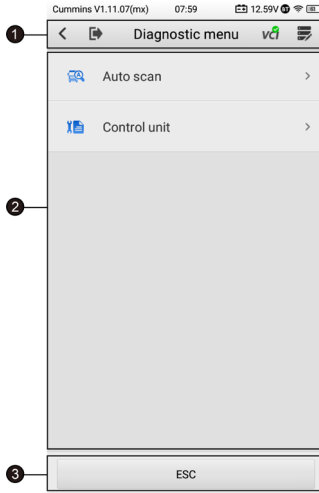 Cummins V1.11.07(mx) 07:59 12.59V
1 Diagnostic menu vci
Auto scan
Control unit
2
3 ESC